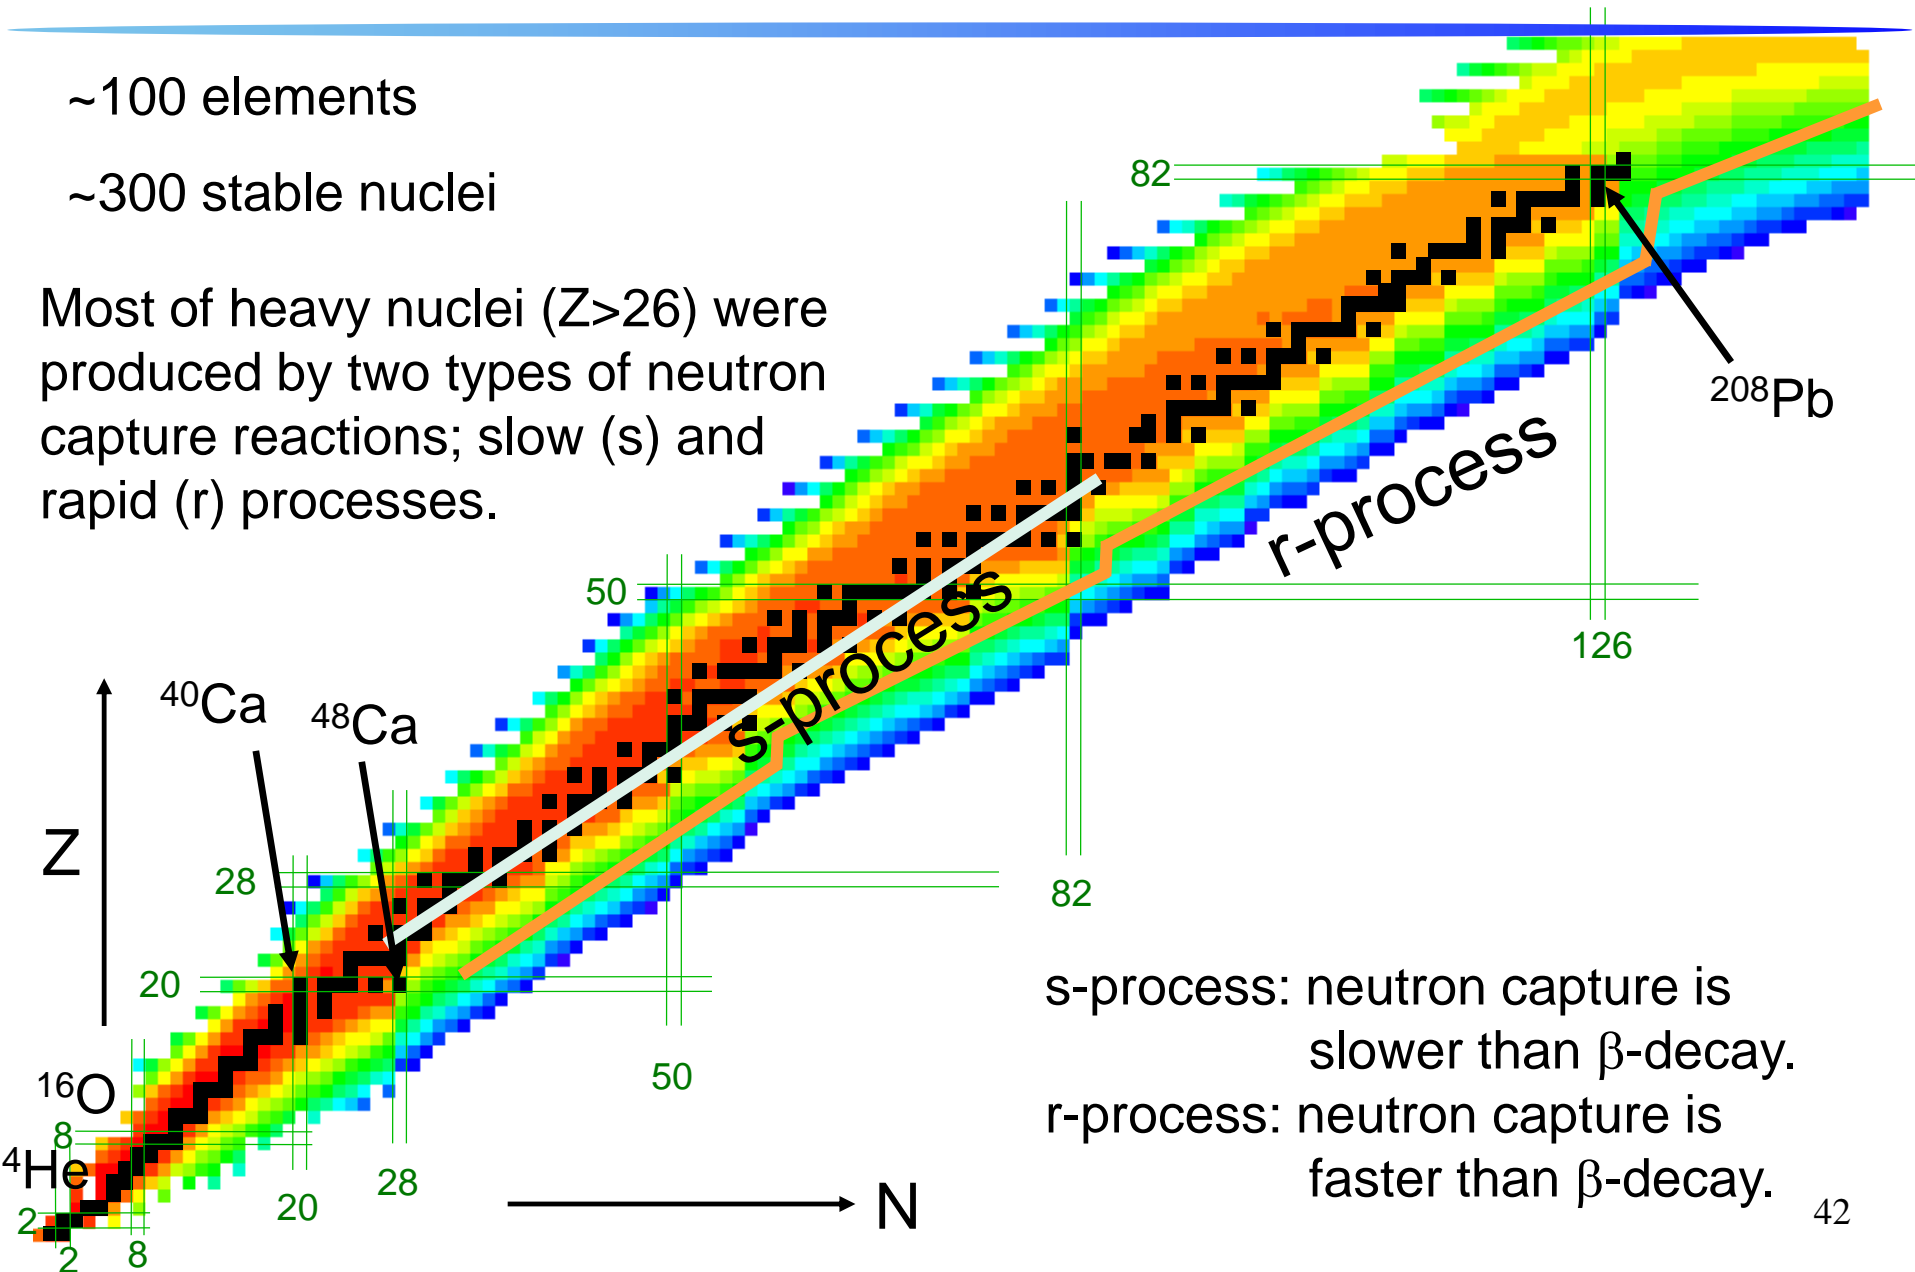 ~100 elements
~300 stable nuclei
Most of heavy nuclei (Z>26) were
produced by two types of neutron
capture reactions; slow (s) and
rapid (r) processes.
82
208Pb
r-process
50
s-process
126
40Ca
48Ca
Z
28
82
20
50
16O
8
4He
28
20
2
2
8
N
s-process: neutron capture is
slower than β-decay.
r-process: neutron capture is
faster than β-decay.
42